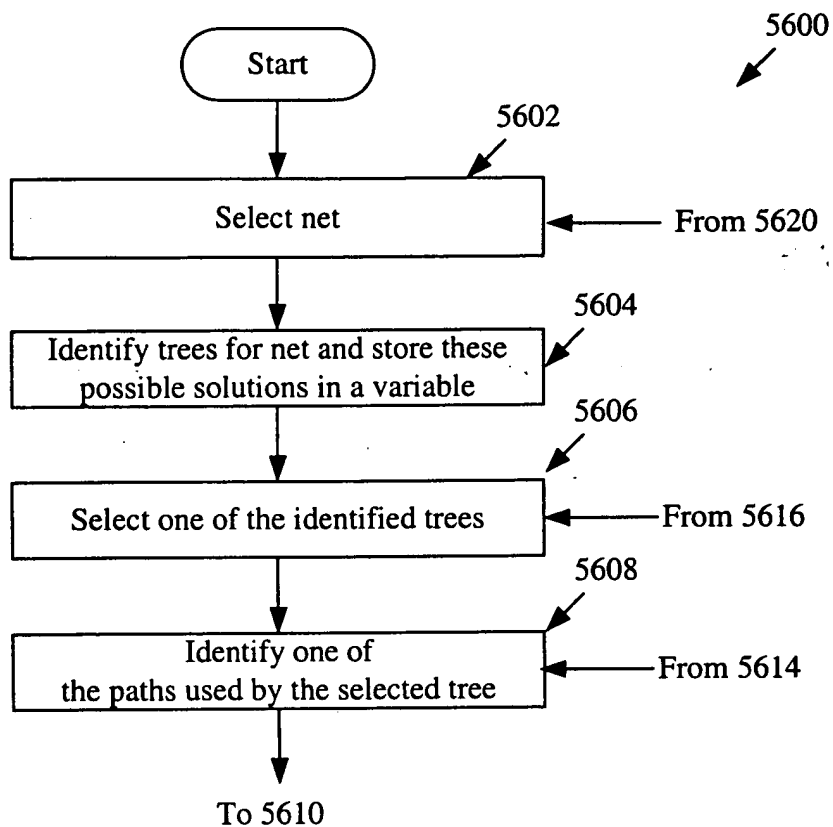 5600
Start
5602
Select net
From 5620
5604
Identify trees for net and store these
possible solutions in a variable
5606
Select one of the identified trees
From 5616
5608
Identify one of
the paths used by the selected tree
From 5614
To 5610